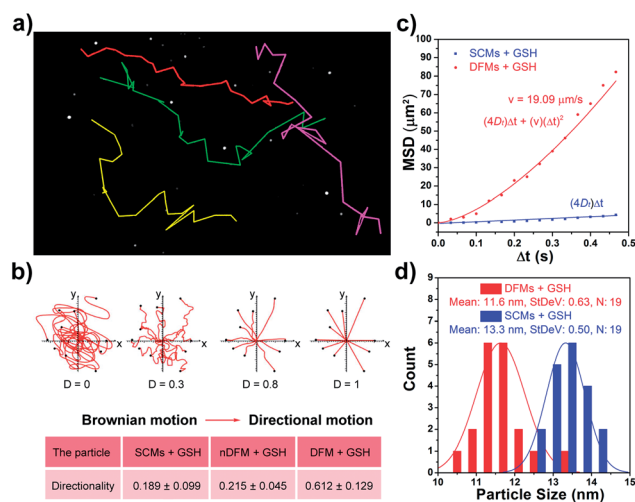 a)
b)
y
x
D = 0
y
x
D = 0.3
y
x
D = 0.8
y
x
D = 1
Brownian motion → Directional motion
The particle SCMs + GSH nDFM + GSH DFM + GSH
Directionality 0.189 ± 0.099 0.215 ± 0.045 0.612 ± 0.129
c)
SCMs + GSH
DFMs + GSH
v = 19.09 μm/s
(4Dₜ)Δt + (v)(Δt)²
(4Dₜ)Δt
MSD (μm²)
100
90
80
70
60
50
40
30
20
10
0
0.0 0.1 0.2 0.3 0.4 0.5
Δt (s)
d)
DFMs + GSH
Mean: 11.6 nm, StDeV: 0.63, N: 19
SCMs + GSH
Mean: 13.3 nm, StDeV: 0.50, N: 19
Count
9
8
7
6
5
4
3
2
1
0
10 11 12 13 14 15
Particle Size (nm)